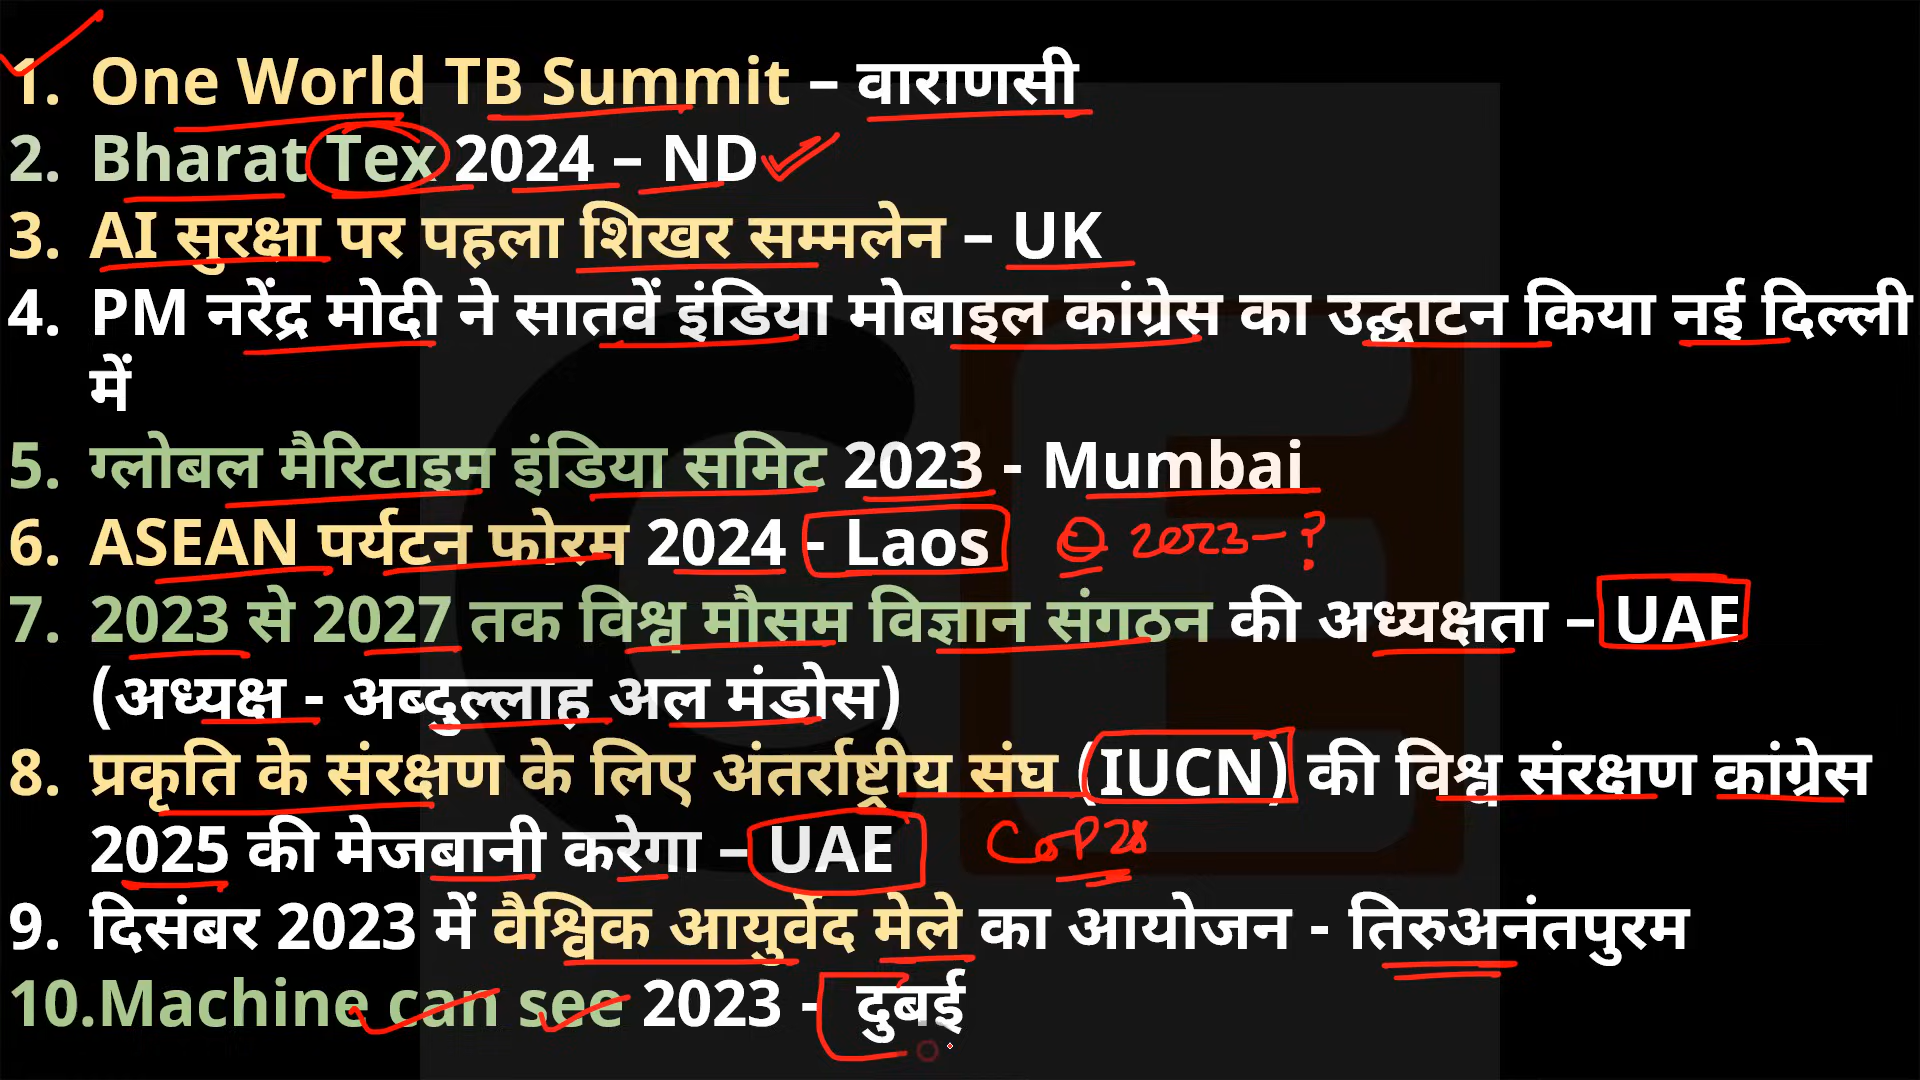 1. One World TB Summit – वाराणसी
2. Bharat Tex 2024 – ND
3. AI सुरक्षा पर पहला शिखर सम्मलेन – UK
4. PM नरेंद्र मोदी ने सातवें इंडिया मोबाइल कांग्रेस का उद्घाटन किया नई दिल्ली
में
5. ग्लोबल मैरिटाइम इंडिया समिट 2023 - Mumbai
6. ASEAN पर्यटन फोरम 2024 - Laos Q 2023-?
7. 2023 से 2027 तक विश्व मौसम विज्ञान संगठन की अध्यक्षता – UAE
(अध्यक्ष - अब्दुल्लाह अल मंडोस)
8. प्रकृति के संरक्षण के लिए अंतर्राष्ट्रीय संघ (IUCN) की विश्व संरक्षण कांग्रेस
2025 की मेजबानी करेगा – UAE CoP28
9. दिसंबर 2023 में वैश्विक आयुर्वेद मेले का आयोजन - तिरुअनंतपुरम
10.Machine can see 2023 - दुबई